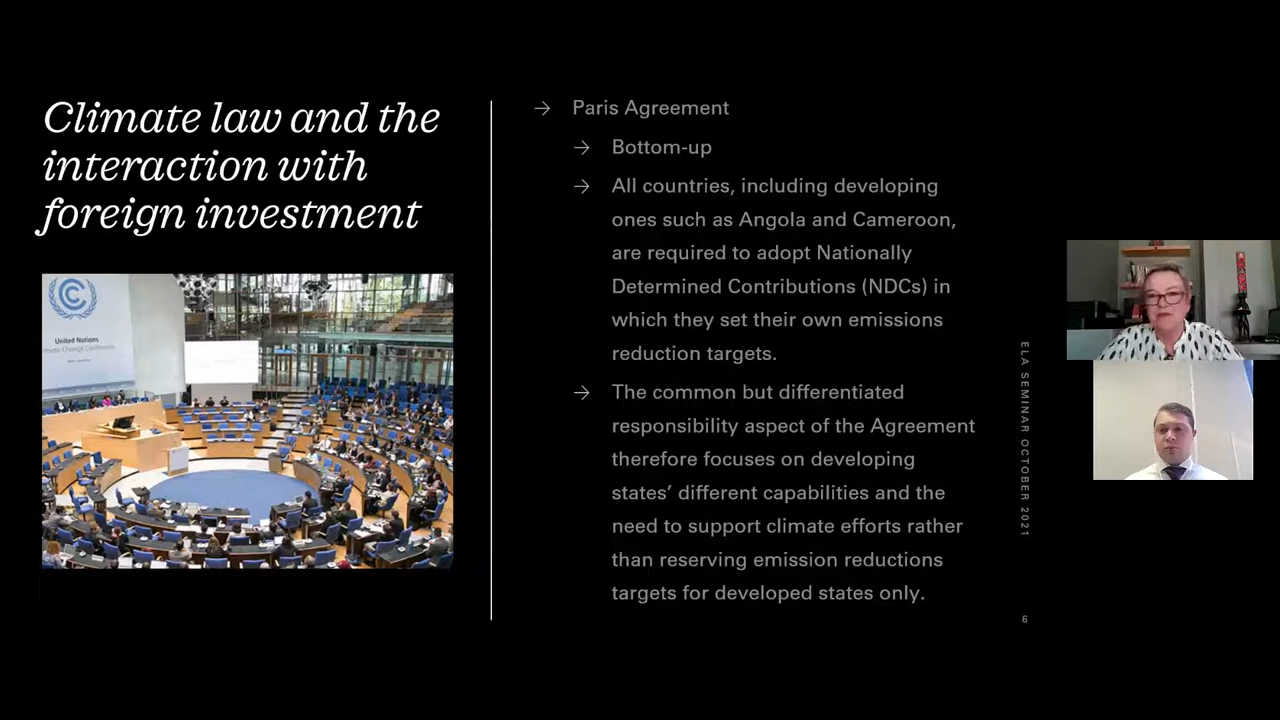 Climate law and the
interaction with
foreign investment
United Nations
Climate Change Conference
→ Paris Agreement
→ Bottom-up
→ All countries, including developing
ones such as Angola and Cameroon,
are required to adopt Nationally
Determined Contributions (NDCs) in
which they set their own emissions
reduction targets.
→ The common but differentiated
responsibility aspect of the Agreement
therefore focuses on developing
states’ different capabilities and the
need to support climate efforts rather
than reserving emission reductions
targets for developed states only.
ELA SEMINAR OCTOBER 2021
6